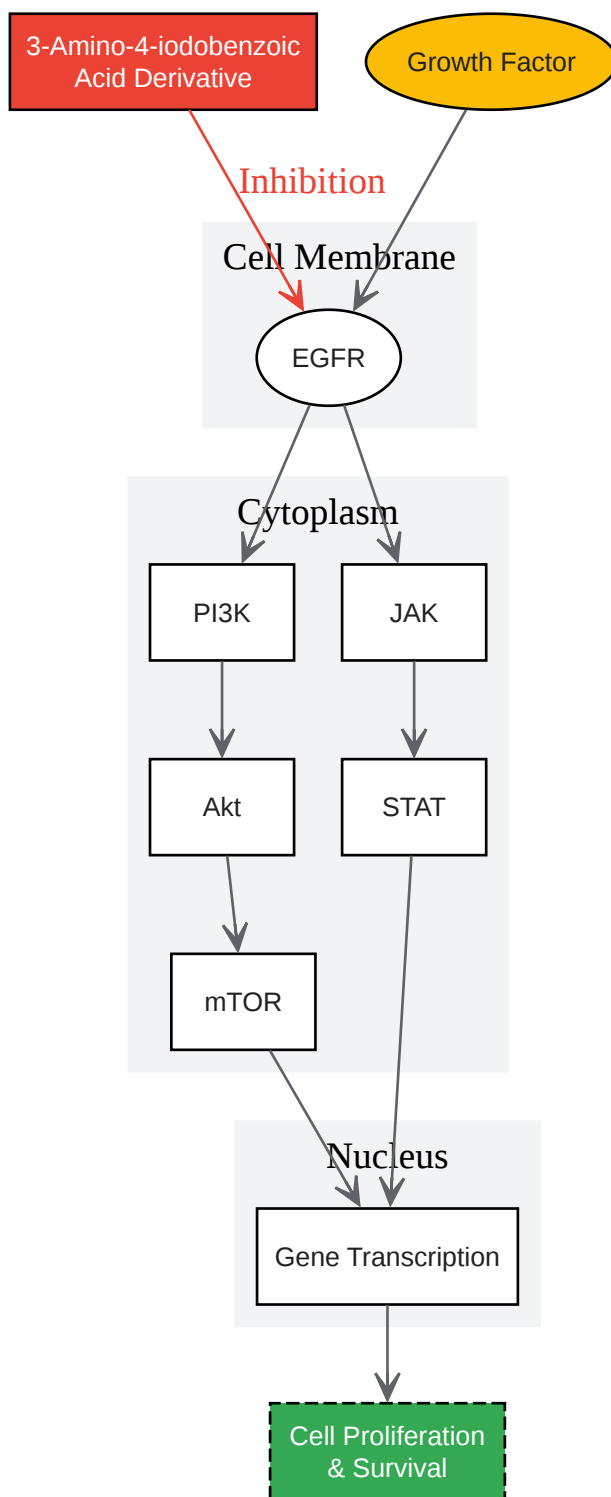 3-Amino-4-iodobenzoic
Acid Derivative
Growth Factor
Inhibition
Cell Membrane
EGFR
Cytoplasm
PI3K
JAK
Akt
STAT
mTOR
Nucleus
Gene Transcription
Cell Proliferation
& Survival